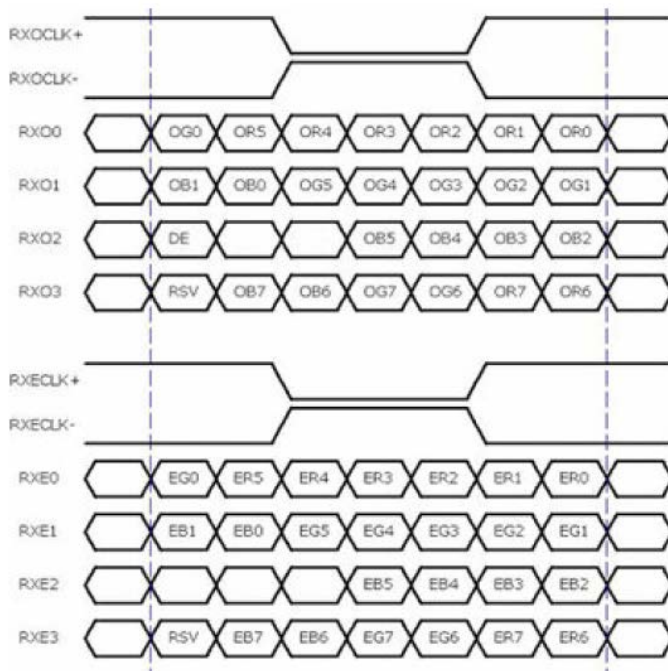 RXOCLK+
RXOCLK-
RXO0 OG0 OR5 OR4 OR3 OR2 OR1 OR0
RXO1 OB1 OB0 OG5 OG4 OG3 OG2 OG1
RXO2 DE OB5 OB4 OB3 OB2
RXO3 RSV OB7 OB6 OG7 OG6 OR7 OR6
RXECLK+
RXECLK-
RXE0 EG0 ER5 ER4 ER3 ER2 ER1 ER0
RXE1 EB1 EB0 EG5 EG4 EG3 EG2 EG1
RXE2 EB5 EB4 EB3 EB2
RXE3 RSV EB7 EB6 EG7 EG6 ER7 ER6